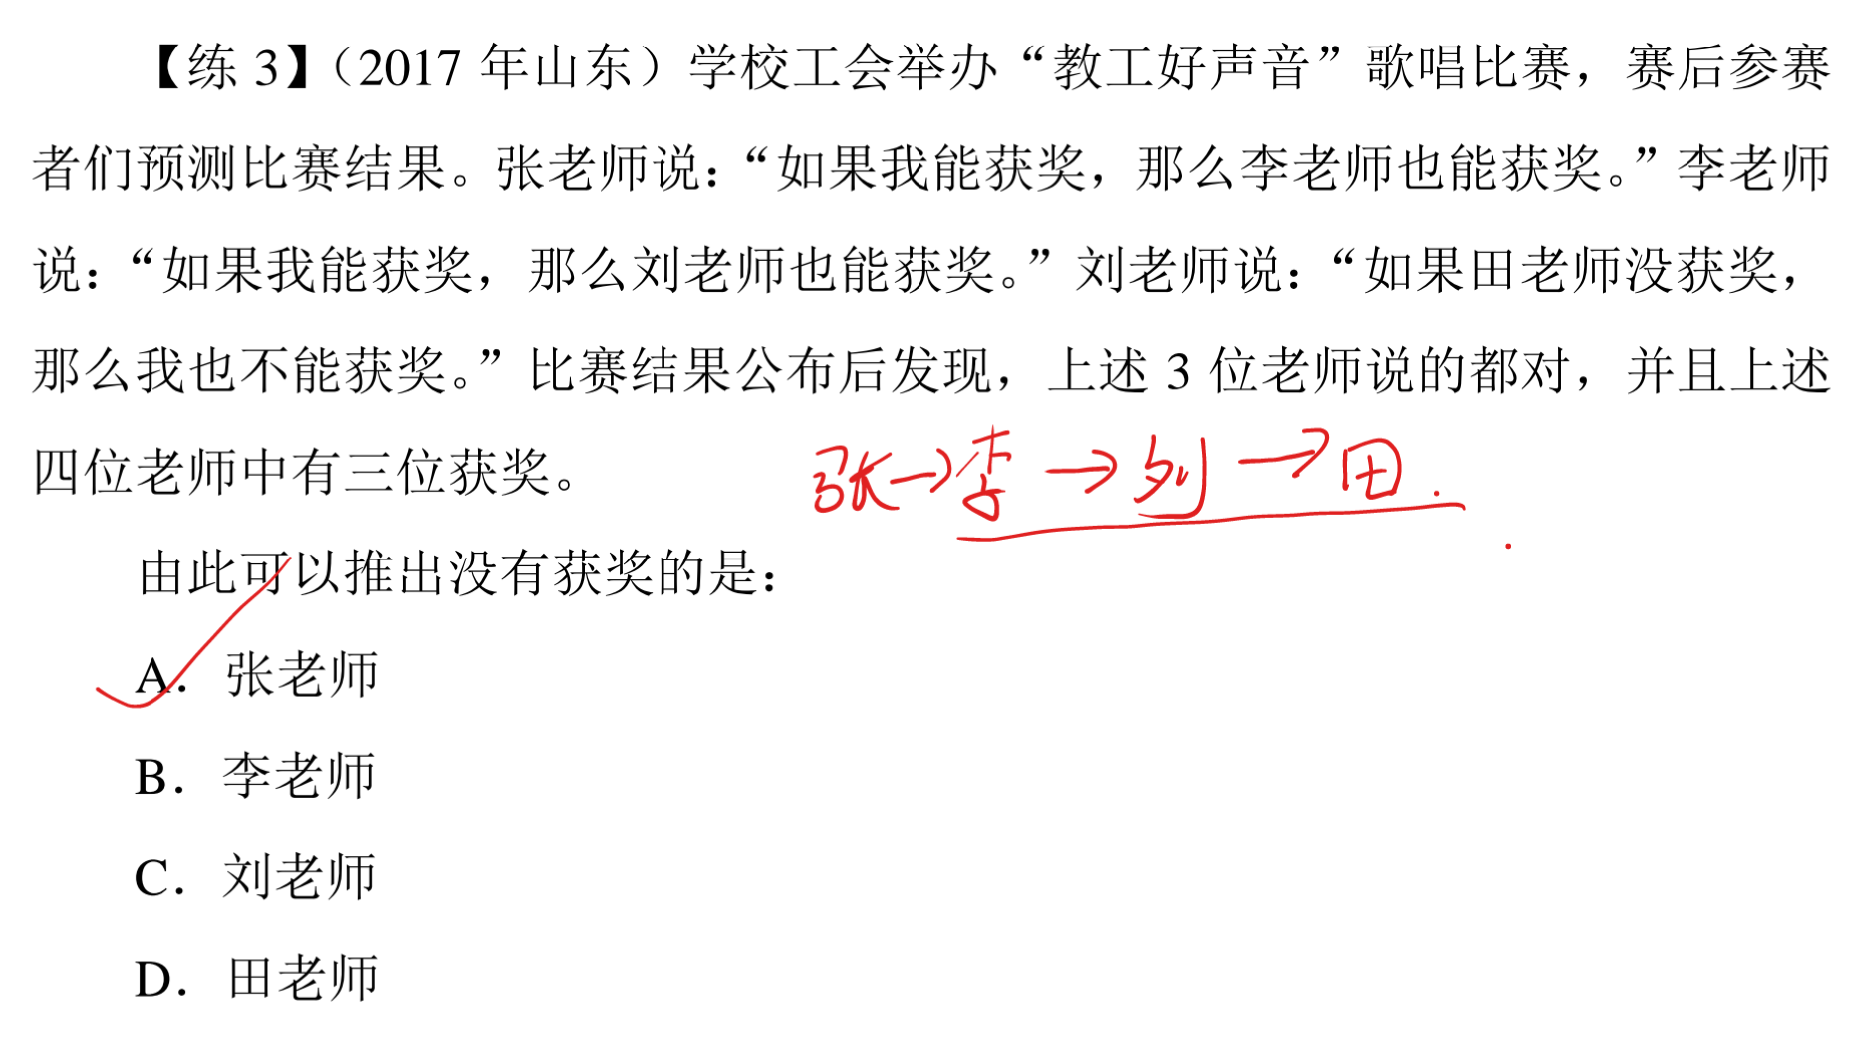 【练 3】（2017 年山东）学校工会举办“教工好声音”歌唱比赛，赛后参赛
者们预测比赛结果。张老师说：“如果我能获奖，那么李老师也能获奖。”李老师
说：“如果我能获奖，那么刘老师也能获奖。”刘老师说：“如果田老师没获奖，
那么我也不能获奖。”比赛结果公布后发现，上述 3 位老师说的都对，并且上述
四位老师中有三位获奖。
张→李→刘→田.
由此可以推出没有获奖的是：
A．张老师
B．李老师
C．刘老师
D．田老师